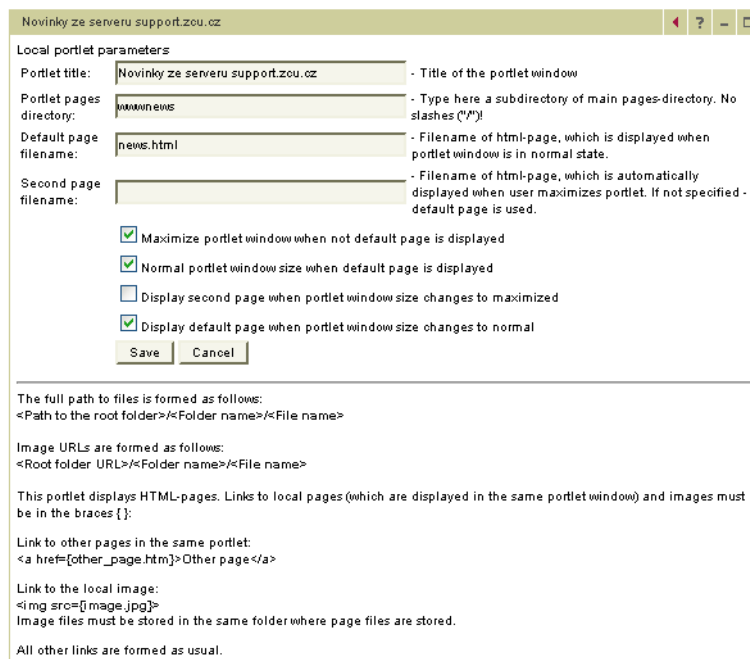 Novinky ze serveru support.zcu.cz
Local portlet parameters
Portlet title: Novinky ze serveru support.zcu.cz - Title of the portlet window
Portlet pages directory: wwwnews - Type here a subdirectory of main pages-directory. No
slashes ("/")!
Default page filename: news.html - Filename of html-page, which is displayed when
portlet window is in normal state.
Second page filename: - Filename of html-page, which is automatically
displayed when user maximizes portlet. If not specified -
default page is used.
Maximize portlet window when not default page is displayed
Normal portlet window size when default page is displayed
Display second page when portlet window size changes to maximized
Display default page when portlet window size changes to normal
Save Cancel
The full path to files is formed as follows:
<Path to the root folder>/<Folder name>/<File name>
Image URLs are formed as follows:
<Root folder URL>/<Folder name>/<File name>
This portlet displays HTML-pages. Links to local pages (which are displayed in the same portlet window) and images must
be in the braces { }:
Link to other pages in the same portlet:
<a href={other_page.htm}>Other page</a>
Link to the local image:
<img src={image.jpg}>
Image files must be stored in the same folder where page files are stored.
All other links are formed as usual.